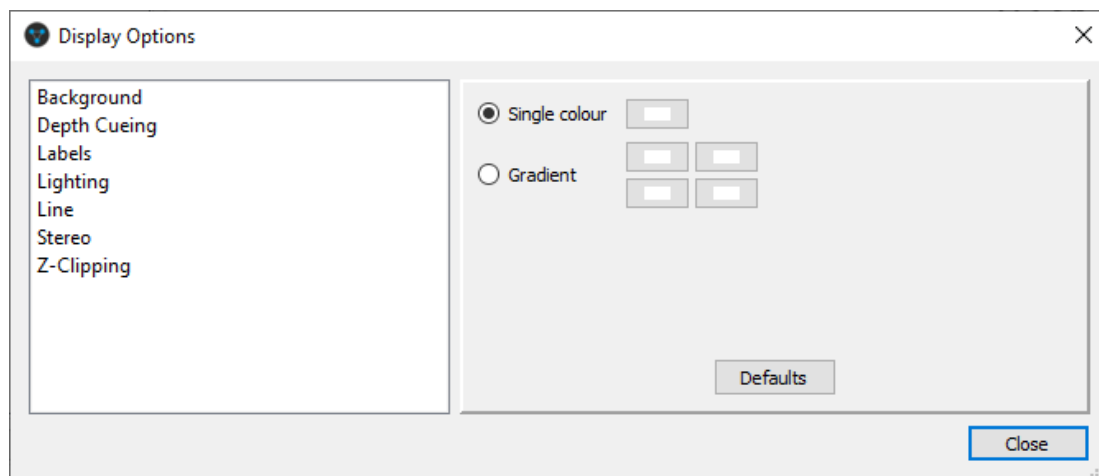 Display Options
Background
Depth Cueing
Labels
Lighting
Line
Stereo
Z-Clipping
Single colour
Gradient
Defaults
Close